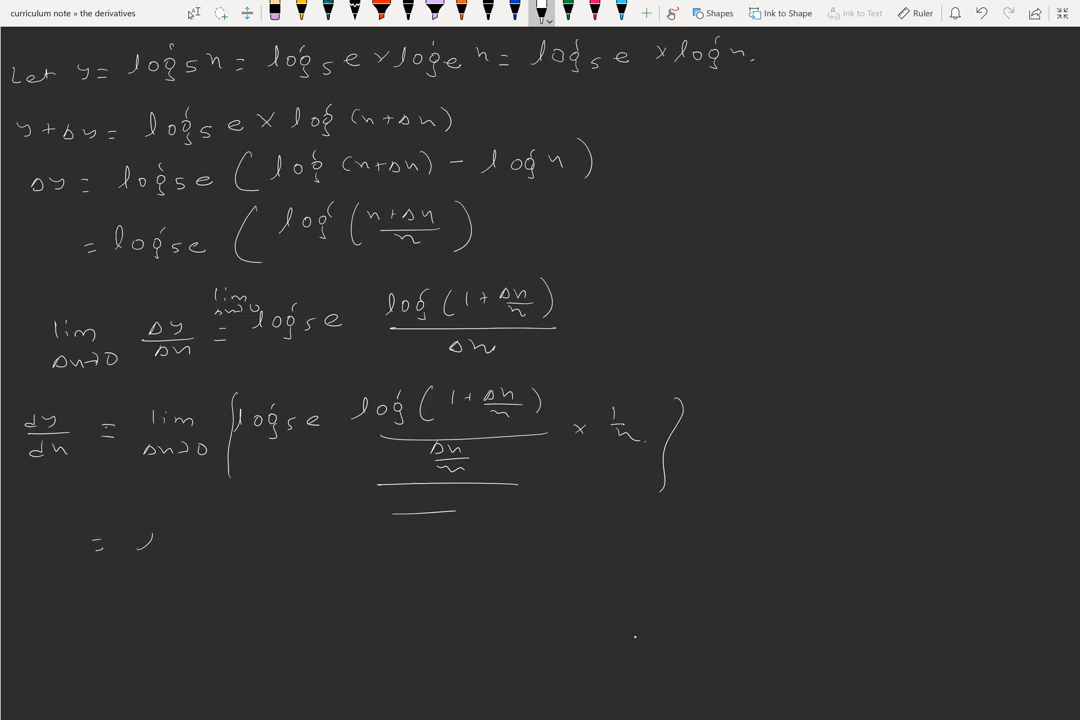 curriculum note » the derivatives
Shapes Ink to Shape Ink to Text Ruler
Let y = log₅ x = log₅ e × logₑ x = log₅ e × log x.
y + Δy = log₅ e × log (x + Δx)
Δy = log₅ e ( log (x + Δx) − log x )
= log₅ e ( log ( (x + Δx)/x )
lim Δx→0 Δy/Δx = lim Δx→0 log₅ e log (1 + Δx/x) / Δx
dy/dx = lim Δx→0 { log₅ e log (1 + Δx/x) / (Δx/x) × 1/x. }
=